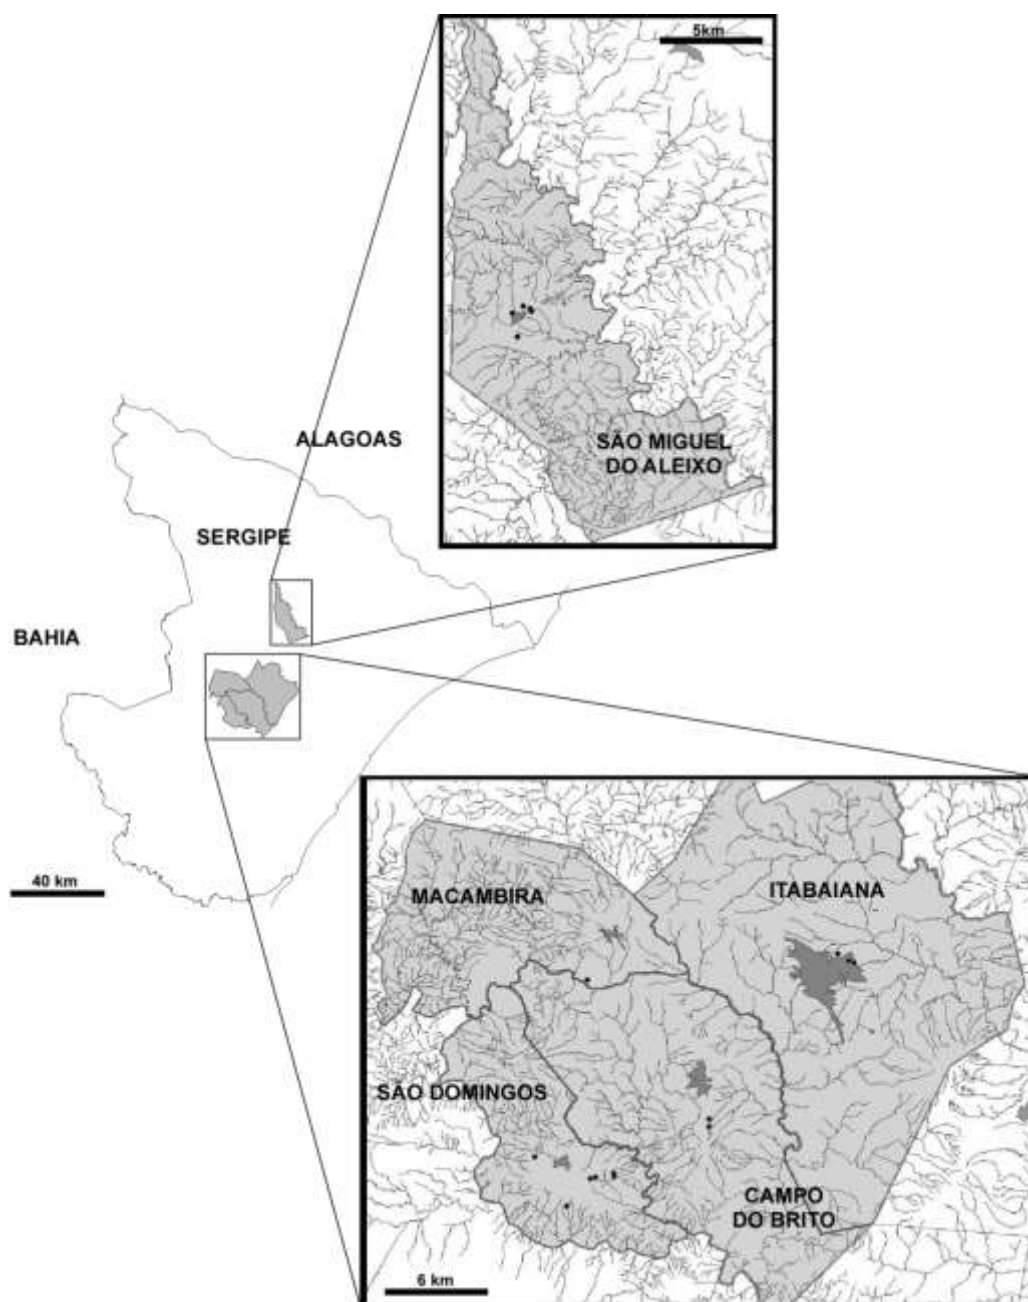 5km
SÃO MIGUEL
DO ALEIXO
ALAGOAS
SERGIPE
BAHIA
40 km
MACAMBIRA
ITABAIANA
SÃO DOMINGOS
CAMPO
DO BRITO
6 km